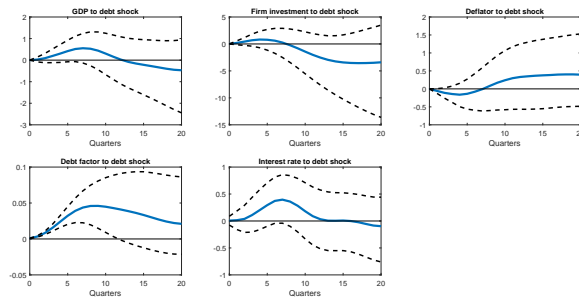 GDP to debt shock
2
1
0
-1
-2
-3
0 5 10 15 20
Quarters
Firm investment to debt shock
5
0
-5
-10
-15
0 5 10 15 20
Quarters
Deflator to debt shock
2
1.5
1
0.5
0
-0.5
-1
0 5 10 15 20
Quarters
Debt factor to debt shock
0.1
0.05
0
-0.05
0 5 10 15 20
Quarters
Interest rate to debt shock
1
0.5
0
-0.5
-1
0 5 10 15 20
Quarters